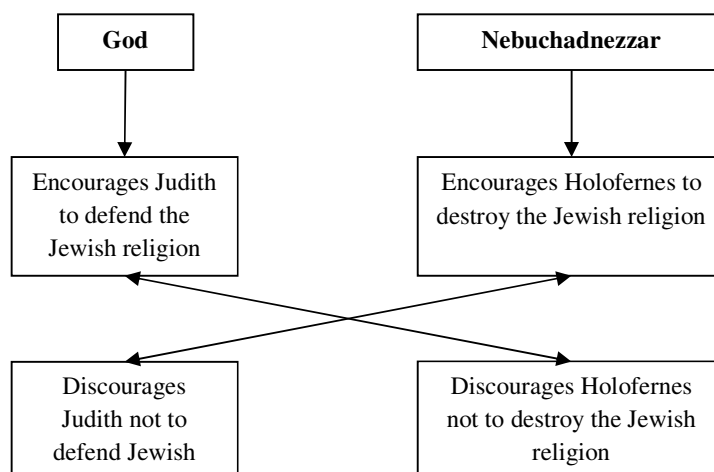 God
Nebuchadnezzar
Encourages Judith
to defend the
Jewish religion
Encourages Holofernes to
destroy the Jewish religion
Discourages
Judith not to
defend Jewish
Discourages Holofernes
not to destroy the Jewish
religion